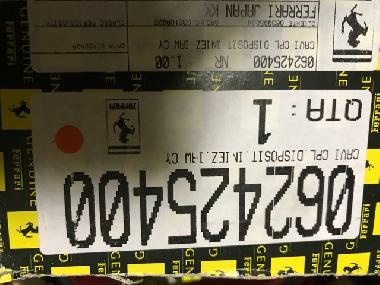 062425400
CAVI CPL.DISPOSIT.INIEZ.IAW CY
QTA: 1
Ferrari
062425400 NR 1.00
CAVI CPL DISPOSIT INIEZ IAW CY
FERRARI JAPAN KK
GENUINE
Ferrari